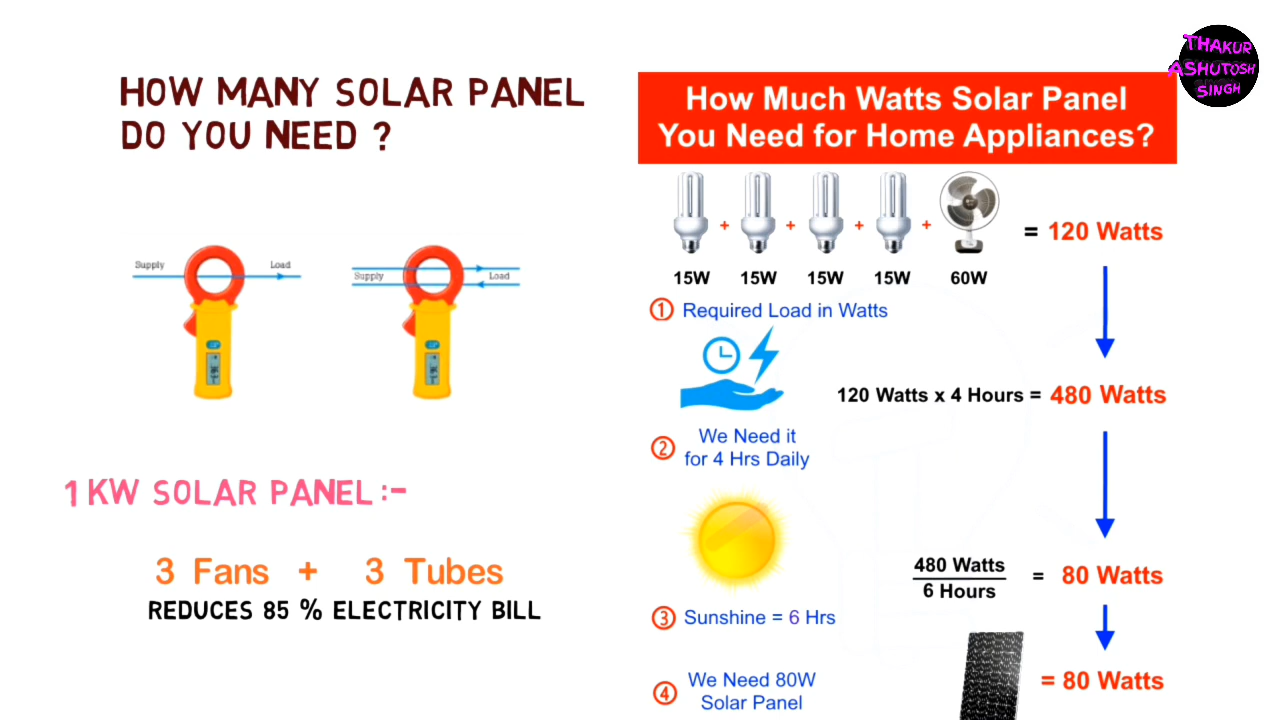 THAKUR
ASHUTOSH
SINGH
HOW MANY SOLAR PANEL
DO YOU NEED ?
Supply
Load
Supply
Load
1 KW SOLAR PANEL :-
3 Fans + 3 Tubes
REDUCES 85 % ELECTRICITY BILL
How Much Watts Solar Panel
You Need for Home Appliances?
+ + + + + = 120 Watts
15W 15W 15W 15W 60W
1 Required Load in Watts
120 Watts x 4 Hours = 480 Watts
2 We Need it
for 4 Hrs Daily
480 Watts
6 Hours
= 80 Watts
3 Sunshine = 6 Hrs
4 We Need 80W
Solar Panel
= 80 Watts